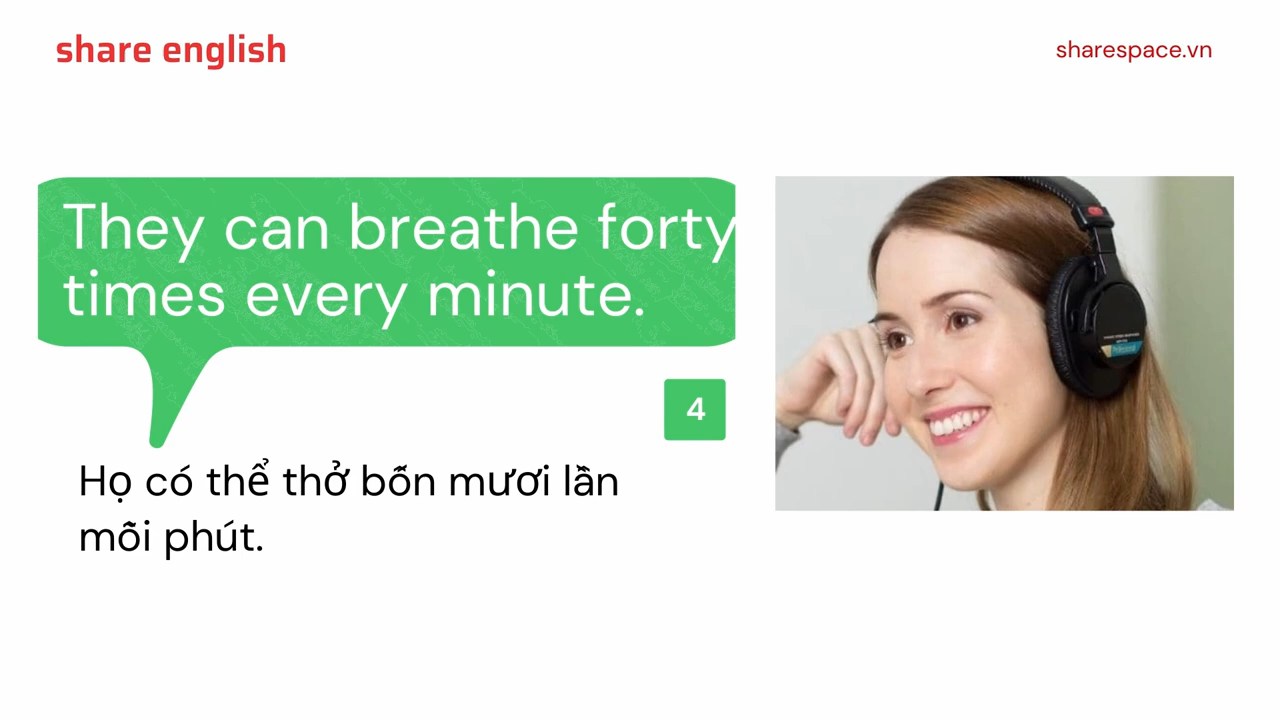 share english
sharespace.vn
They can breathe forty
times every minute.
4
Họ có thể thở bốn mươi lần
mỗi phút.